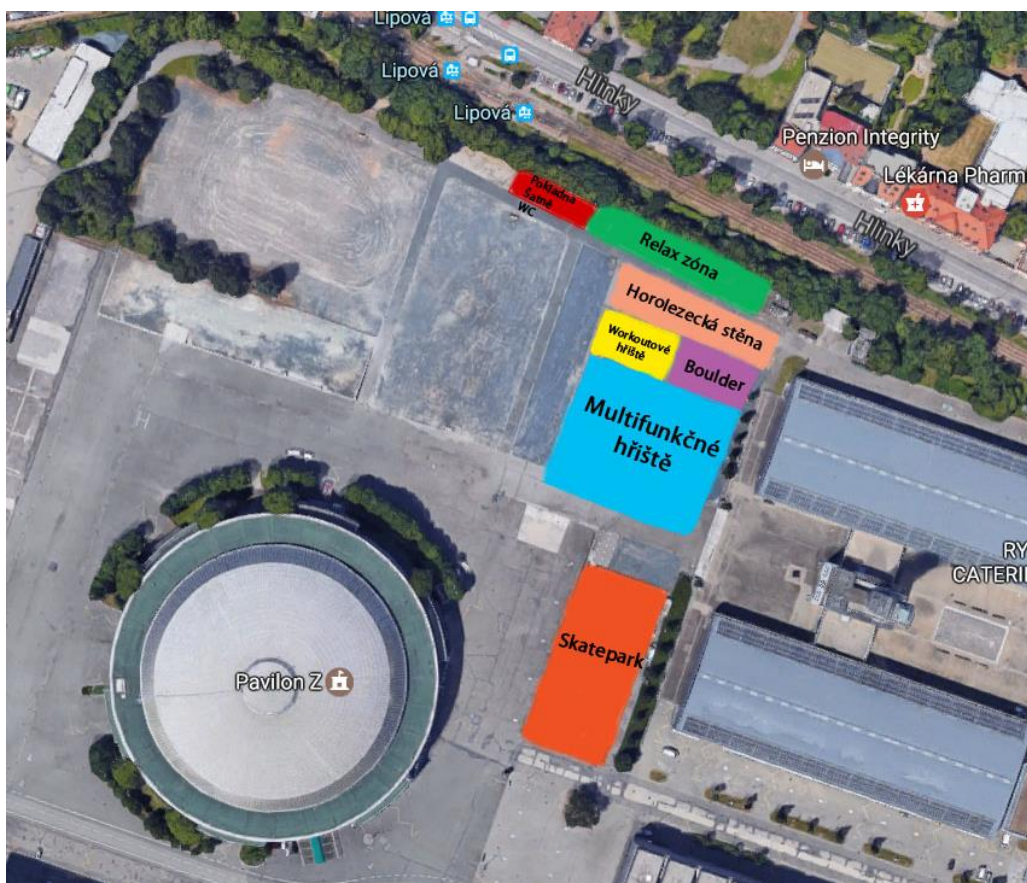 Lipová
Lipová
Lipová
Hlinky
Penzion Integrity
Lékárna Pharm
Hlinky
Pokladna
Šatně
WC
Relax zóna
Horolezecká stěna
Workoutové
hřiště
Boulder
Multifunkčné
hřiště
RY
CATERI
Skatepark
Pavilon Z